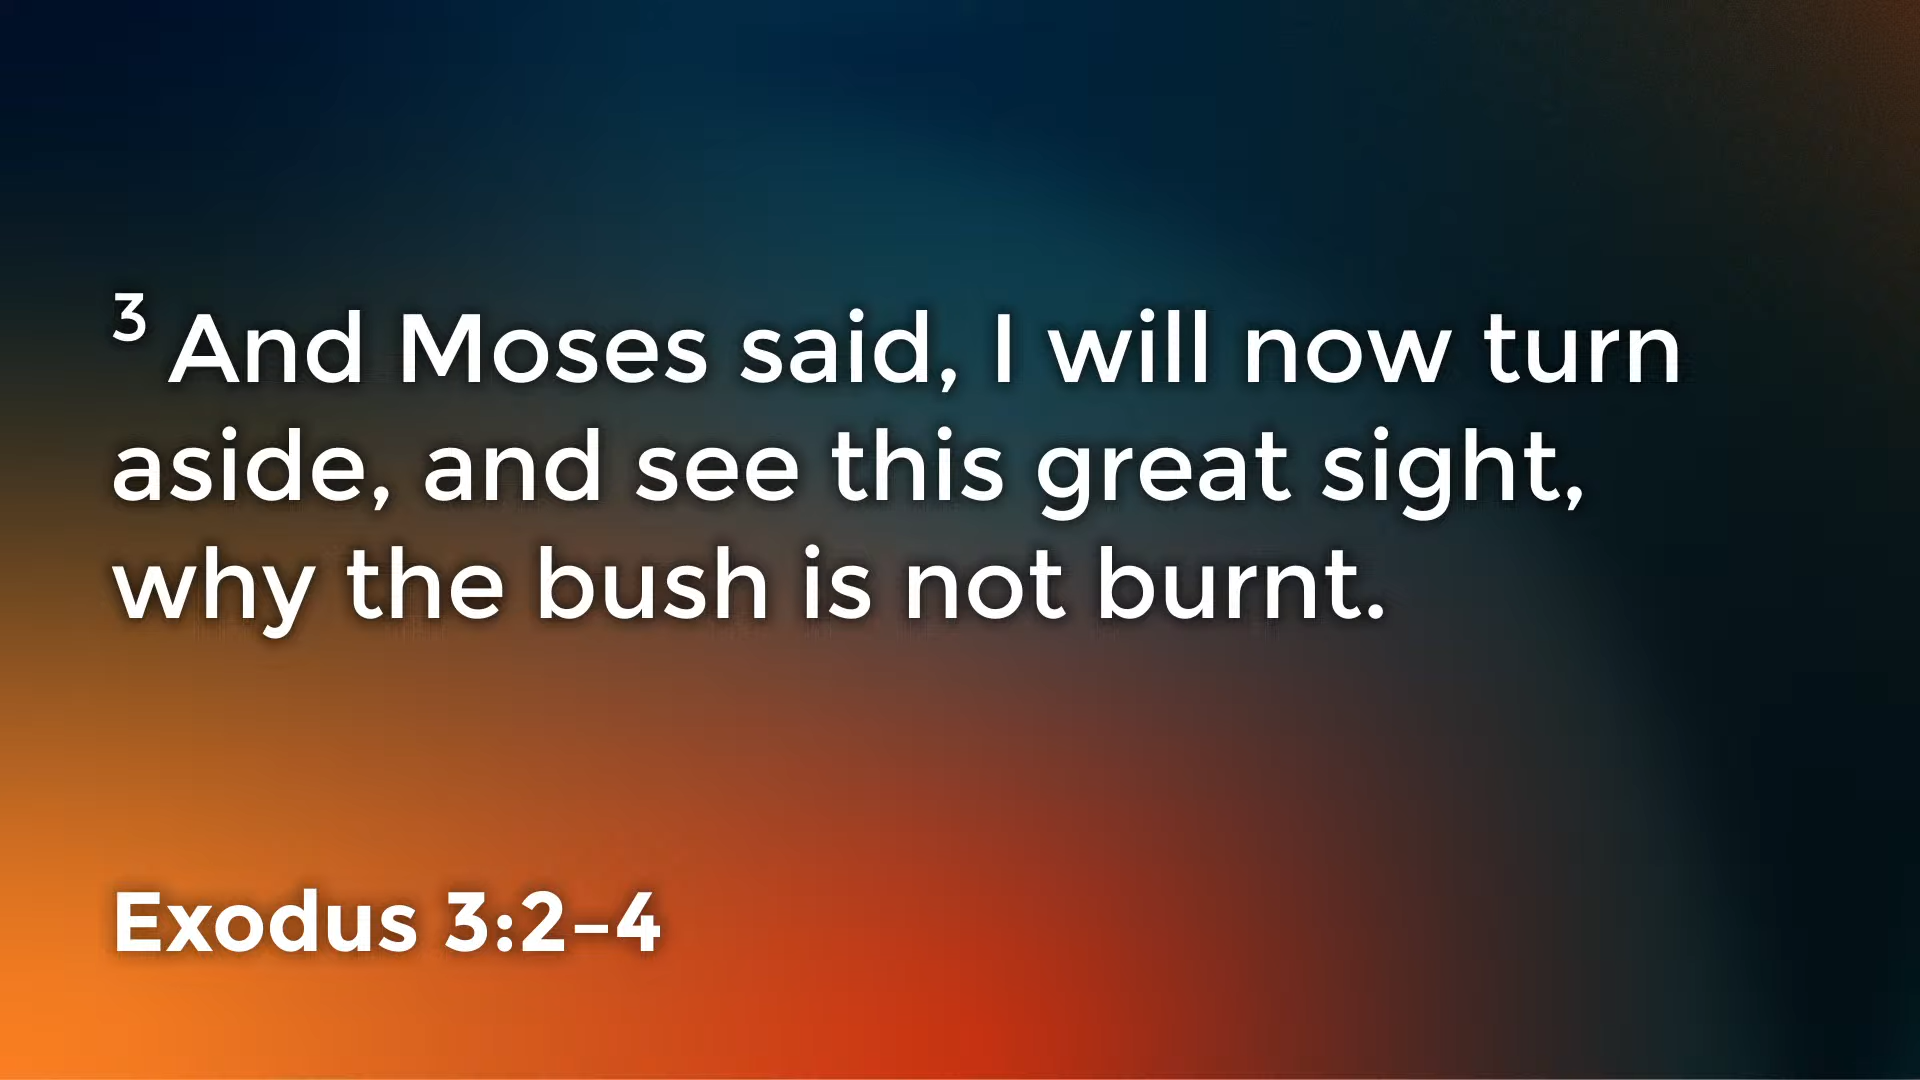 3 And Moses said, I will now turn
aside, and see this great sight,
why the bush is not burnt.
Exodus 3:2–4